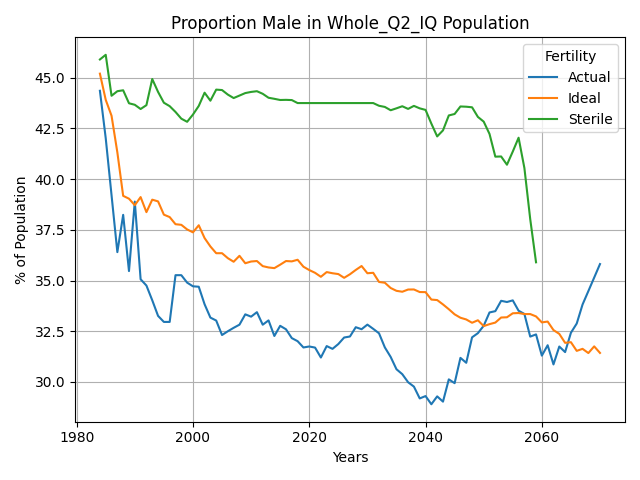 Proportion Male in Whole_Q2_IQ Population
Fertility
Actual
Ideal
Sterile
% of Population
45.0
42.5
40.0
37.5
35.0
32.5
30.0
1980
2000
2020
2040
2060
Years